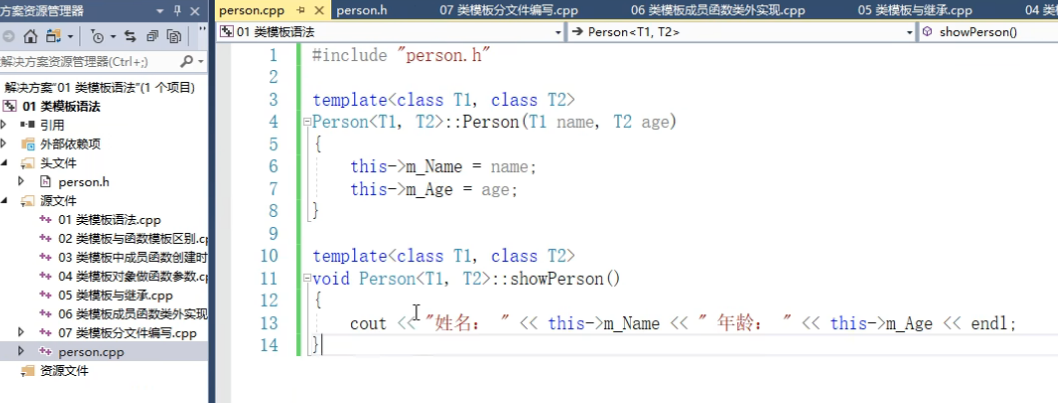 方案资源管理器
person.cpp
person.h
07 类模板分文件编写.cpp
06 类模板成员函数类外实现.cpp
05 类模板与继承.cpp
04 类
01 类模板语法
Person<T1, T2>
showPerson()
解决方案资源管理器(Ctrl+;)
解决方案"01 类模板语法"(1 个项目)
01 类模板语法
引用
外部依赖项
头文件
person.h
源文件
01 类模板语法.cpp
02 类模板与函数模板区别.cp
03 类模板中成员函数创建时
04 类模板对象做函数参数.cp
05 类模板与继承.cpp
06 类模板成员函数类外实现
07 类模板分文件编写.cpp
person.cpp
资源文件
1 #include "person.h"
2
3 template<class T1, class T2>
4 Person<T1, T2>::Person(T1 name, T2 age)
5 {
6 this->m_Name = name;
7 this->m_Age = age;
8 }
9
10 template<class T1, class T2>
11 void Person<T1, T2>::showPerson()
12 {
13 cout << "姓名： " << this->m_Name << " 年龄： " << this->m_Age << endl;
14 }